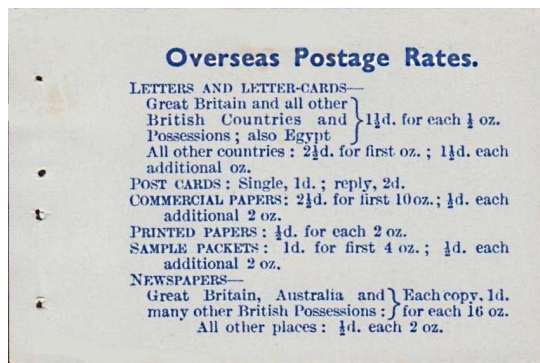 Overseas Postage Rates.
LETTERS AND LETTER-CARDS—
Great Britain and all other
British Countries and } 1½d. for each ½ oz.
Possessions ; also Egypt
All other countries : 2½d. for first oz. ; 1½d. each
additional oz.
POST CARDS : Single, 1d. ; reply, 2d.
COMMERCIAL PAPERS: 2½d. for first 10oz. ; ½d. each
additional 2 oz.
PRINTED PAPERS : ½d. for each 2 oz.
SAMPLE PACKETS : 1d. for first 4 oz. ; ½d. each
additional 2 oz.
NEWSPAPERS—
Great Britain, Australia and } Each copy, 1d.
many other British Possessions : } for each 16 oz.
All other places : ½d. each 2 oz.